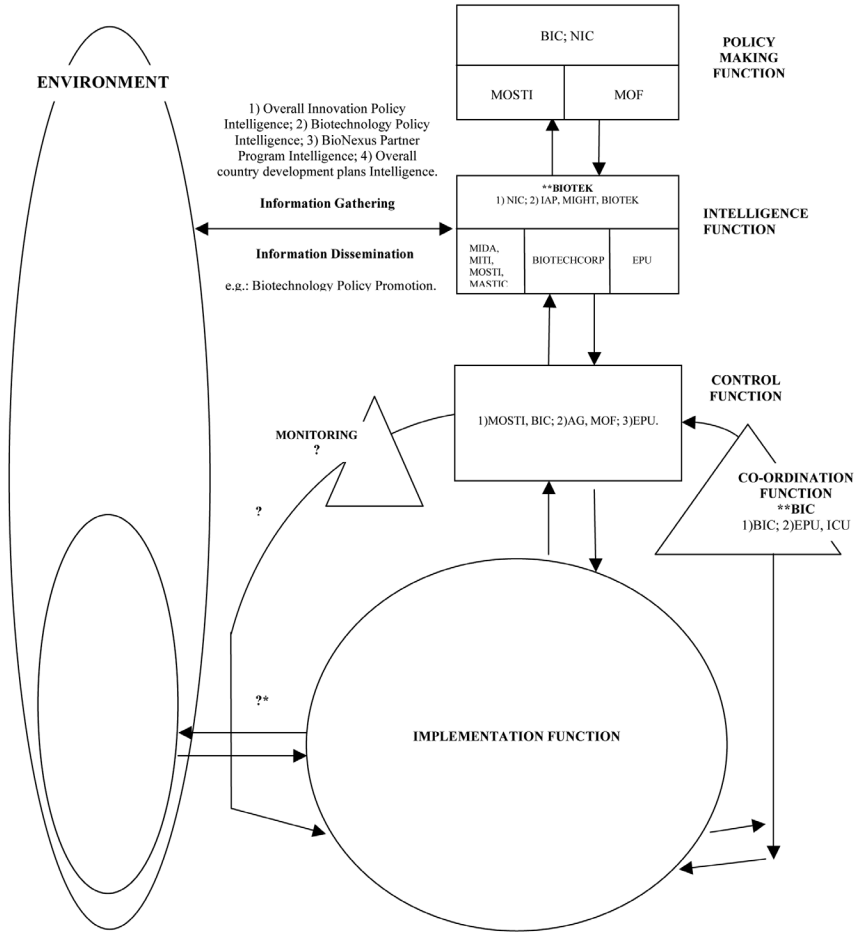 BIC; NIC
POLICY
MAKING
FUNCTION
MOSTI
MOF
ENVIRONMENT
1) Overall Innovation Policy
Intelligence; 2) Biotechnology Policy
Intelligence; 3) BioNexus Partner
Program Intelligence; 4) Overall
country development plans Intelligence.
**BIOTEK
1) NIC; 2) IAP, MIGHT, BIOTEK
INTELLIGENCE
FUNCTION
Information Gathering
Information Dissemination
e.g.: Biotechnology Policy Promotion.
MIDA,
MITI,
MOSTI,
MASTIC
BIOTECHCORP
EPU
CONTROL
FUNCTION
1)MOSTI, BIC; 2)AG, MOF; 3)EPU.
MONITORING
?
CO-ORDINATION
FUNCTION
**BIC
1)BIC; 2)EPU, ICU
?
?*
IMPLEMENTATION FUNCTION